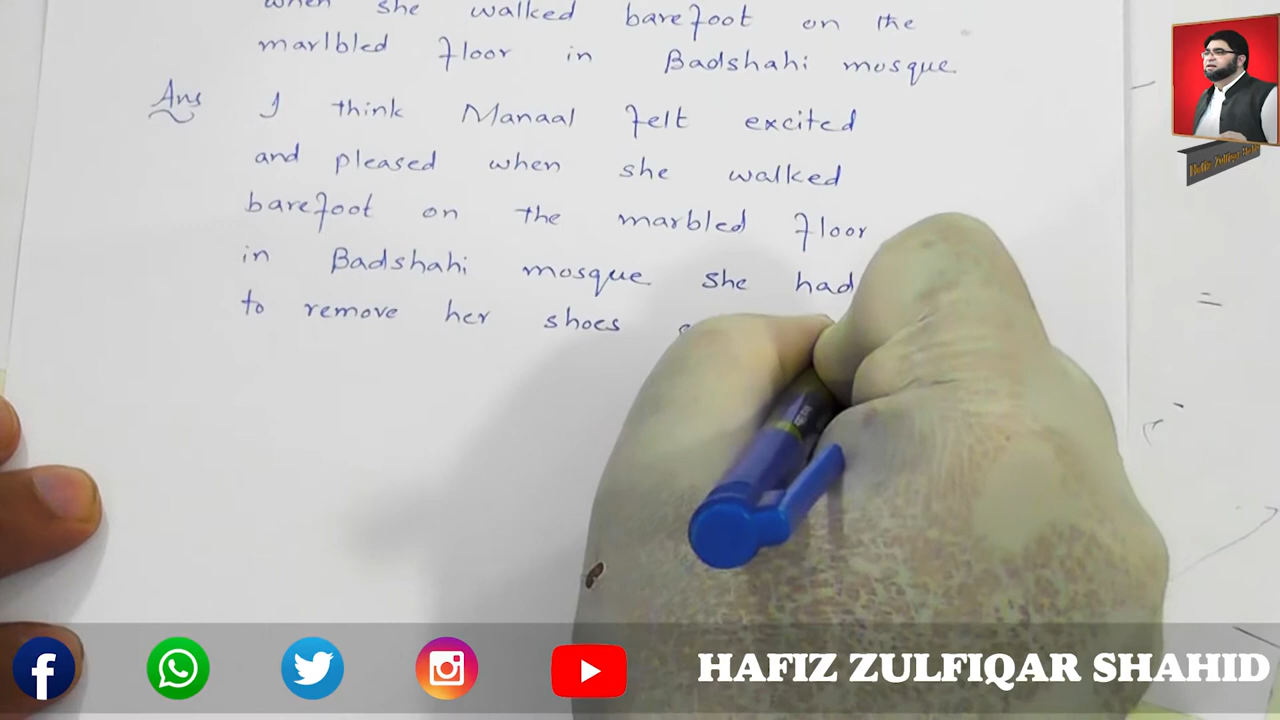 when she walked barefoot on the
marlbled floor in Badshahi mosque
Ans I think Manaal felt excited
and pleased when she walked
barefoot on the marbled floor
in Badshahi mosque she had
to remove her shoes
HAFIZ ZULFIQAR SHAHID